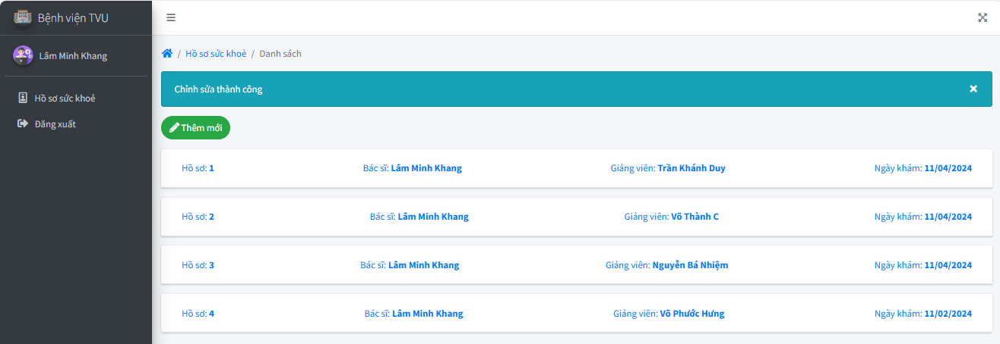 Bệnh viện TVU
Lâm Minh Khang
Hồ sơ sức khoẻ
Đăng xuất
/ Hồ sơ sức khoẻ / Danh sách
Chỉnh sửa thành công
Thêm mới
Hồ sơ: 1 Bác sĩ: Lâm Minh Khang Giảng viên: Trần Khánh Duy Ngày khám: 11/04/2024
Hồ sơ: 2 Bác sĩ: Lâm Minh Khang Giảng viên: Võ Thành C Ngày khám: 11/04/2024
Hồ sơ: 3 Bác sĩ: Lâm Minh Khang Giảng viên: Nguyễn Bá Nhiệm Ngày khám: 11/04/2024
Hồ sơ: 4 Bác sĩ: Lâm Minh Khang Giảng viên: Võ Phước Hưng Ngày khám: 11/02/2024